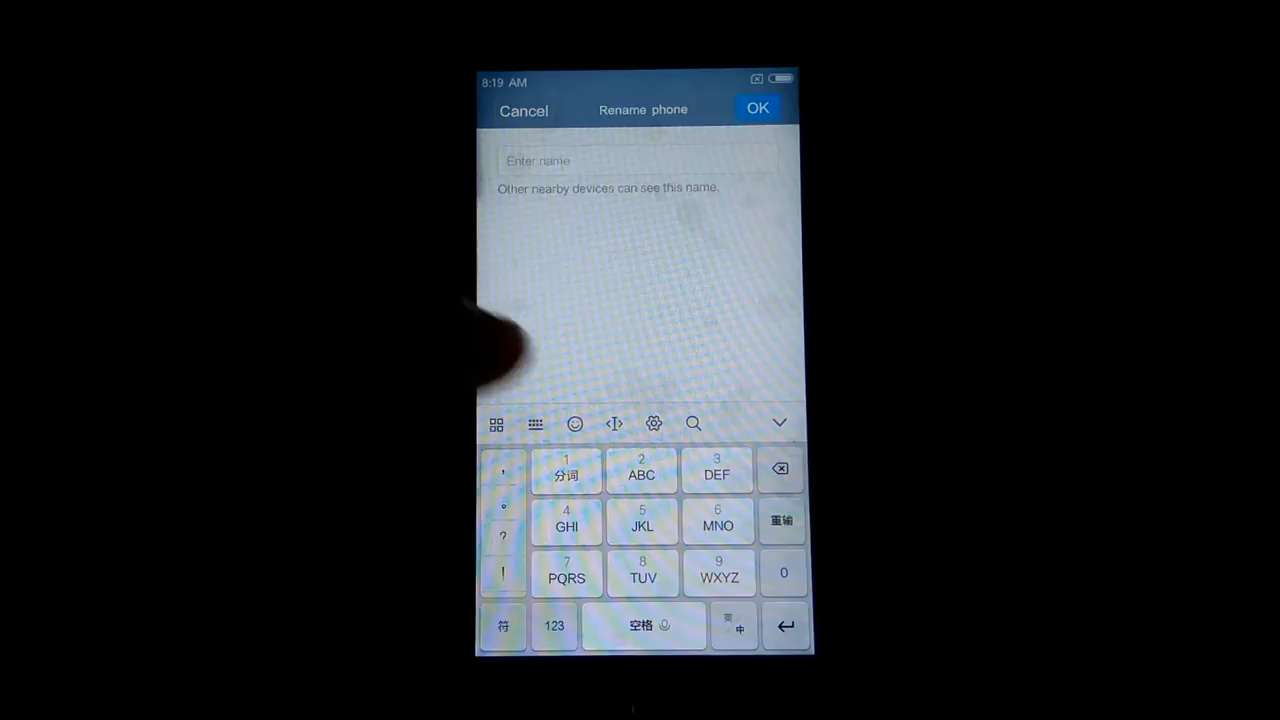 8:19 AM
Cancel Rename phone OK
Enter name
Other nearby devices can see this name.
, 1 分词 2 ABC 3 DEF
。 4 GHI 5 JKL 6 MNO 重输
?
! 7 PQRS 8 TUV 9 WXYZ 0
符 123 空格 英 中